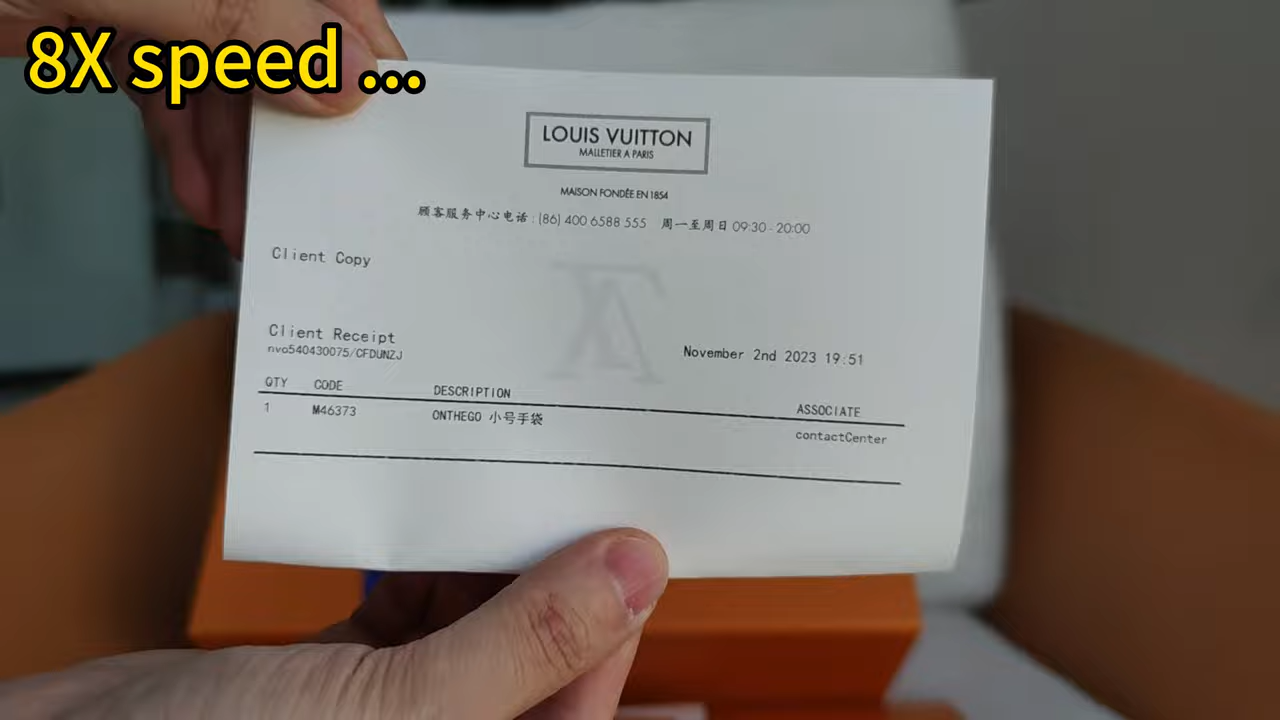 8X speed ...
LOUIS VUITTON
MALLETIER A PARIS
MAISON FONDÉE EN 1854
顾客服务中心电话 : (86) 400 6588 555 周一至周日 09:30 - 20:00
Client Copy
Client Receipt
nvo540430075/CFDUNZJ
November 2nd 2023 19:51
QTY CODE DESCRIPTION ASSOCIATE
1 M46373 ONTHEGO 小号手袋 contactCenter